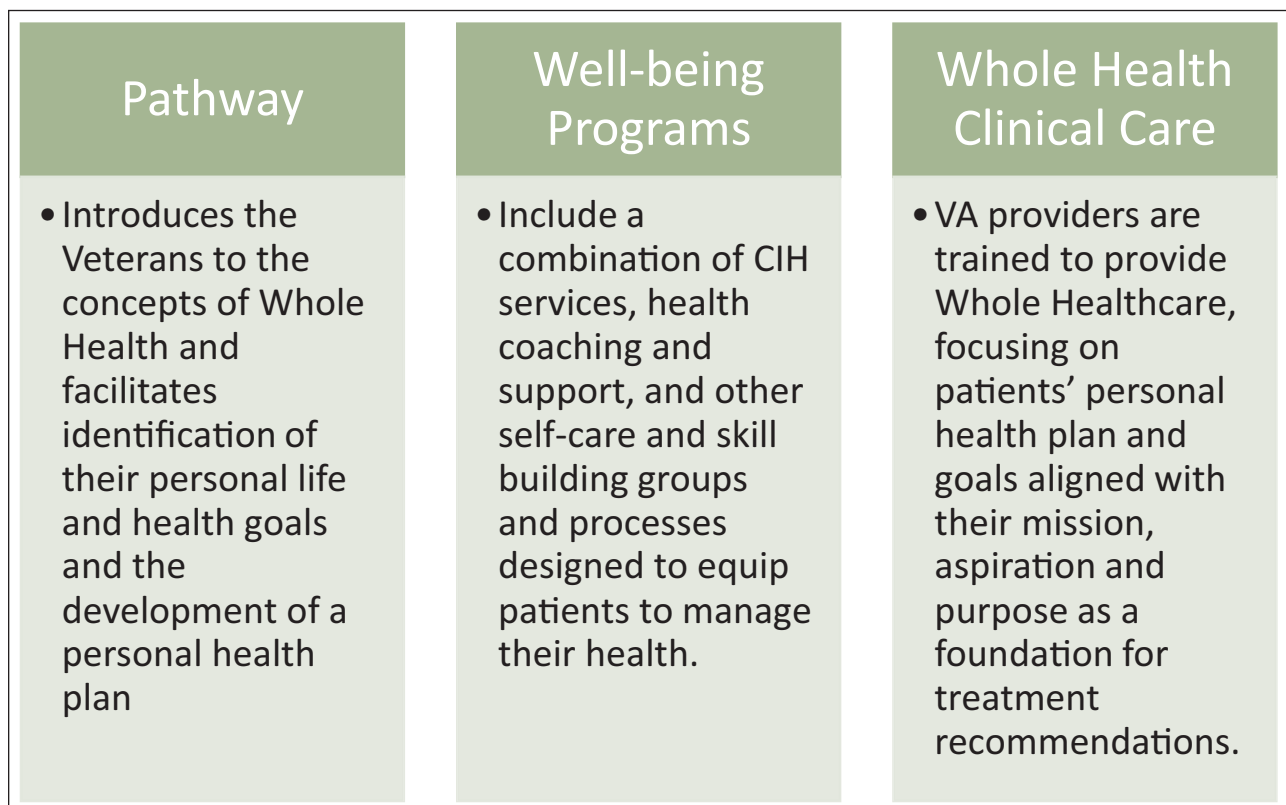 Pathway
• Introduces the
Veterans to the
concepts of Whole
Health and
facilitates
identification of
their personal life
and health goals
and the
development of a
personal health
plan
Well-being
Programs
• Include a
combination of CIH
services, health
coaching and
support, and other
self-care and skill
building groups
and processes
designed to equip
patients to manage
their health.
Whole Health
Clinical Care
• VA providers are
trained to provide
Whole Healthcare,
focusing on
patients’ personal
health plan and
goals aligned with
their mission,
aspiration and
purpose as a
foundation for
treatment
recommendations.